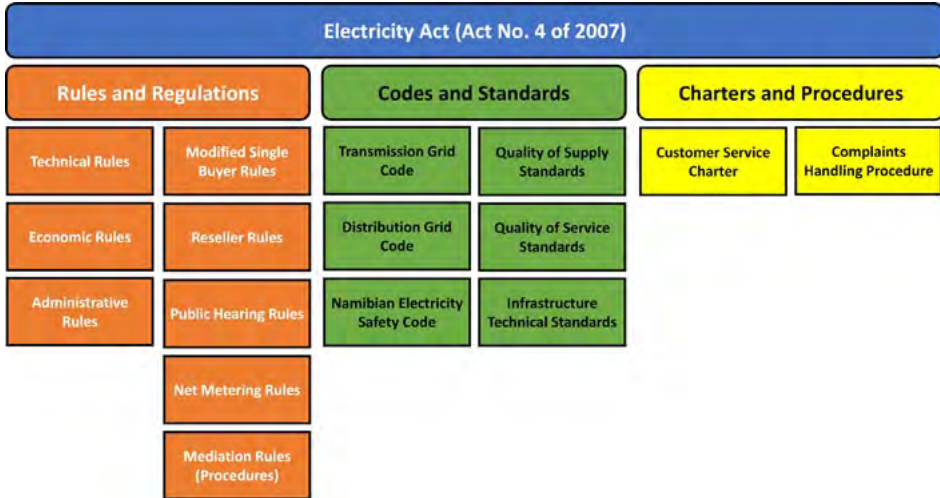 Electricity Act (Act No. 4 of 2007)
Rules and Regulations
Codes and Standards
Charters and Procedures
Technical Rules
Modified Single
Buyer Rules
Transmission Grid
Code
Quality of Supply
Standards
Customer Service
Charter
Complaints
Handling Procedure
Economic Rules
Reseller Rules
Distribution Grid
Code
Quality of Service
Standards
Administrative
Rules
Public Hearing Rules
Namibian Electricity
Safety Code
Infrastructure
Technical Standards
Net Metering Rules
Mediation Rules
(Procedures)